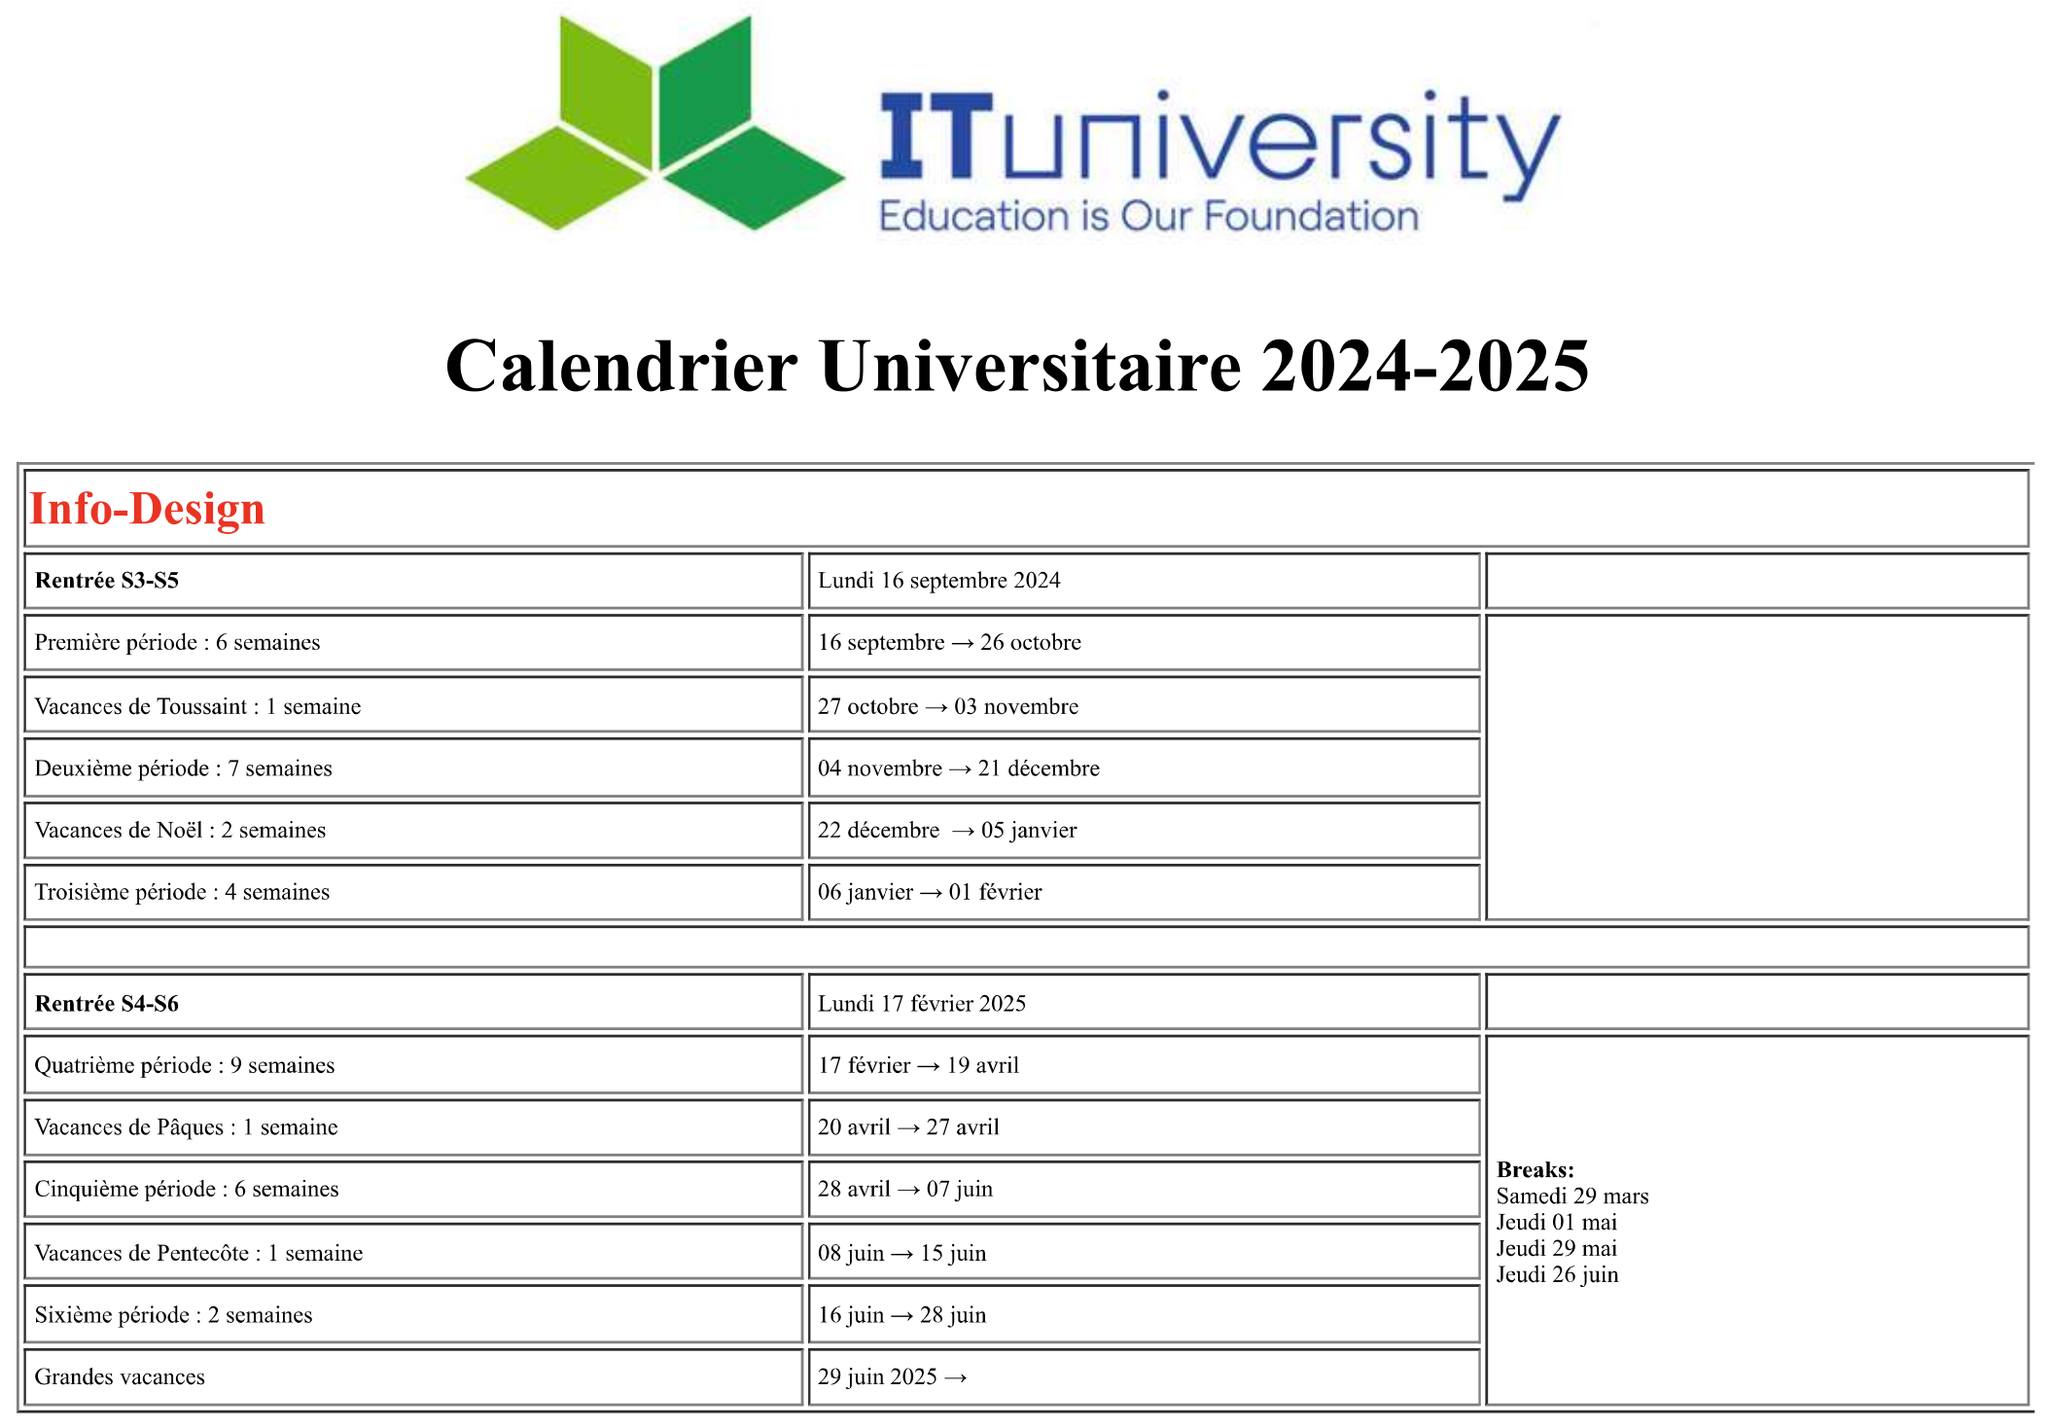 ITuniversity
Education is Our Foundation
Calendrier Universitaire 2024-2025
Info-Design
Rentrée S3-S5
Lundi 16 septembre 2024
Première période : 6 semaines
16 septembre → 26 octobre
Vacances de Toussaint : 1 semaine
27 octobre → 03 novembre
Deuxième période : 7 semaines
04 novembre → 21 décembre
Vacances de Noël : 2 semaines
22 décembre → 05 janvier
Troisième période : 4 semaines
06 janvier → 01 février
Rentrée S4-S6
Lundi 17 février 2025
Quatrième période : 9 semaines
17 février → 19 avril
Vacances de Pâques : 1 semaine
20 avril → 27 avril
Cinquième période : 6 semaines
28 avril → 07 juin
Vacances de Pentecôte : 1 semaine
08 juin → 15 juin
Sixième période : 2 semaines
16 juin → 28 juin
Grandes vacances
29 juin 2025 →
Breaks:
Samedi 29 mars
Jeudi 01 mai
Jeudi 29 mai
Jeudi 26 juin